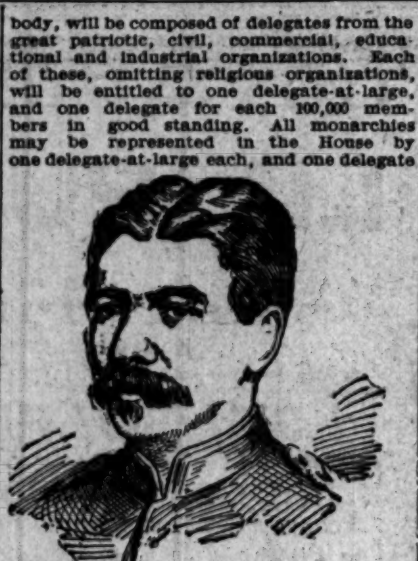 body, will be composed of delegates from the
great patriotic, civil, commercial, educa-
tional and industrial organizations. Each
of these, omitting religious organizations,
will be entitled to one delegate-at-large,
and one delegate for each 100,000 mem-
bers in good standing. All monarchies
may be represented in the House by
one delegate-at-large each, and one delegate